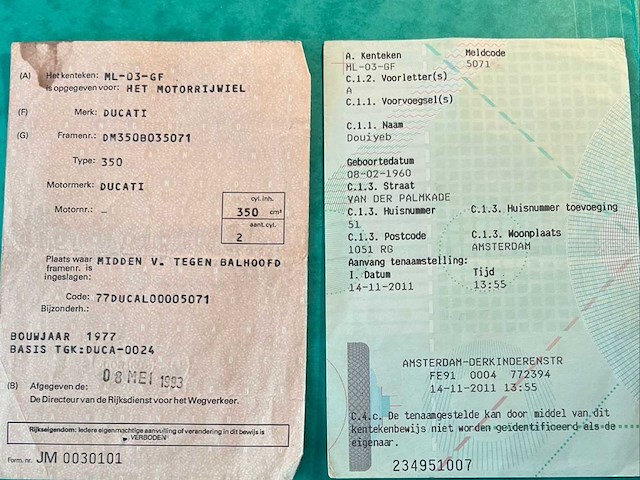 (A) Het kenteken: ML-03-GF
is opgegeven voor: HET MOTORRIJWIEL
(F) Merk: DUCATI
(G) Framenr.: DM350B035071
Type: 350
Motormerk: DUCATI
Motornr.: –
cyl. inh.
350 cm³
aant. cyl.
2
Plaats waar framenr. is ingeslagen: MIDDEN V. TEGEN BALHOOFD
Code: 77DUCAL00005071
Bijzonderh.:
BOUWJAAR 1977
BASIS TGK:DUCA-0024
08 MEI 1993
(B) Afgegeven de:
De Directeur van de Rijksdienst voor het Wegverkeer.
Rijkseigendom: Iedere eigenmachtige aanvulling of verandering in dit bewijs is
VERBODEN
Form. nr. JM 0030101
A. Kenteken Meldcode
ML-03-GF 5071
C.1.2. Voorletter(s)
A
C.1.1. Voorvoegsel(s)
C.1.1. Naam
Douiyeb
Geboortedatum
08-02-1960
C.1.3. Straat
VAN DER PALMKADE
C.1.3. Huisnummer C.1.3. Huisnummer toevoeging
51
C.1.3. Postcode C.1.3. Woonplaats
1051 RG AMSTERDAM
Aanvang tenaamstelling:
I. Datum Tijd
14-11-2011 13:55
AMSTERDAM-DERKINDERENSTR
FE91 0004 772394
14-11-2011 13:55
C.4.c. De tenaamgestelde kan door middel van dit
kentekenbewijs niet worden geïdentificeerd als de
eigenaar.
234951007